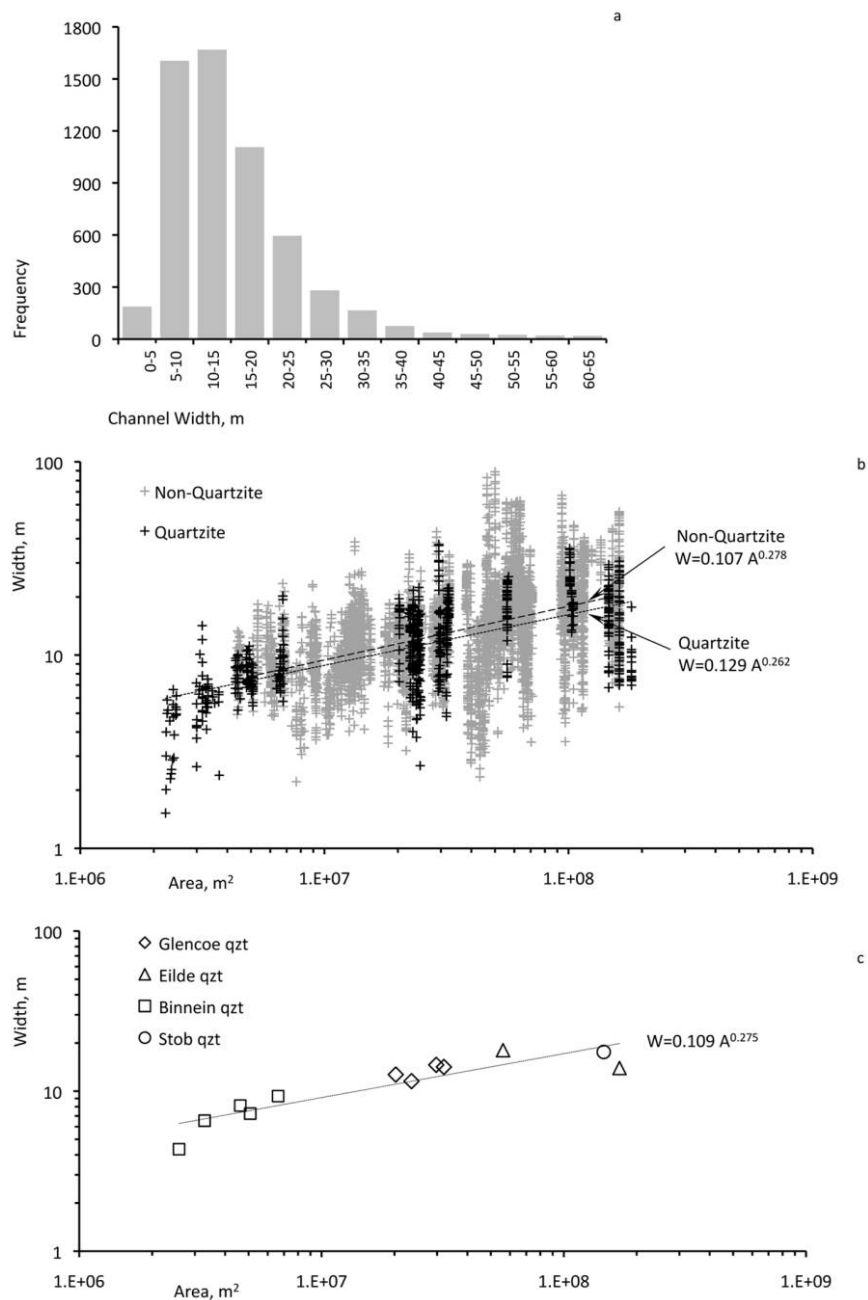 a
1800
1500
1200
900
600
300
0
Frequency
0-5
5-10
10-15
15-20
20-25
25-30
30-35
35-40
40-45
45-50
50-55
55-60
60-65
Channel Width, m
b
100
10
1
Width, m
Non-Quartzite
Quartzite
Non-Quartzite
W=0.107 A^0.278
Quartzite
W=0.129 A^0.262
1.E+06
1.E+07
1.E+08
1.E+09
Area, m²
c
100
10
1
Width, m
Glencoe qzt
Eilde qzt
Binnein qzt
Stob qzt
W=0.109 A^0.275
1.E+06
1.E+07
1.E+08
1.E+09
Area, m²